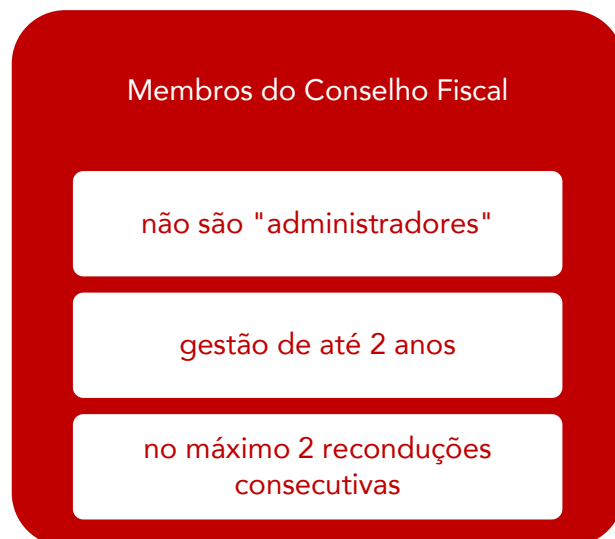 Membros do Conselho Fiscal
não são "administradores"
gestão de até 2 anos
no máximo 2 reconduções
consecutivas